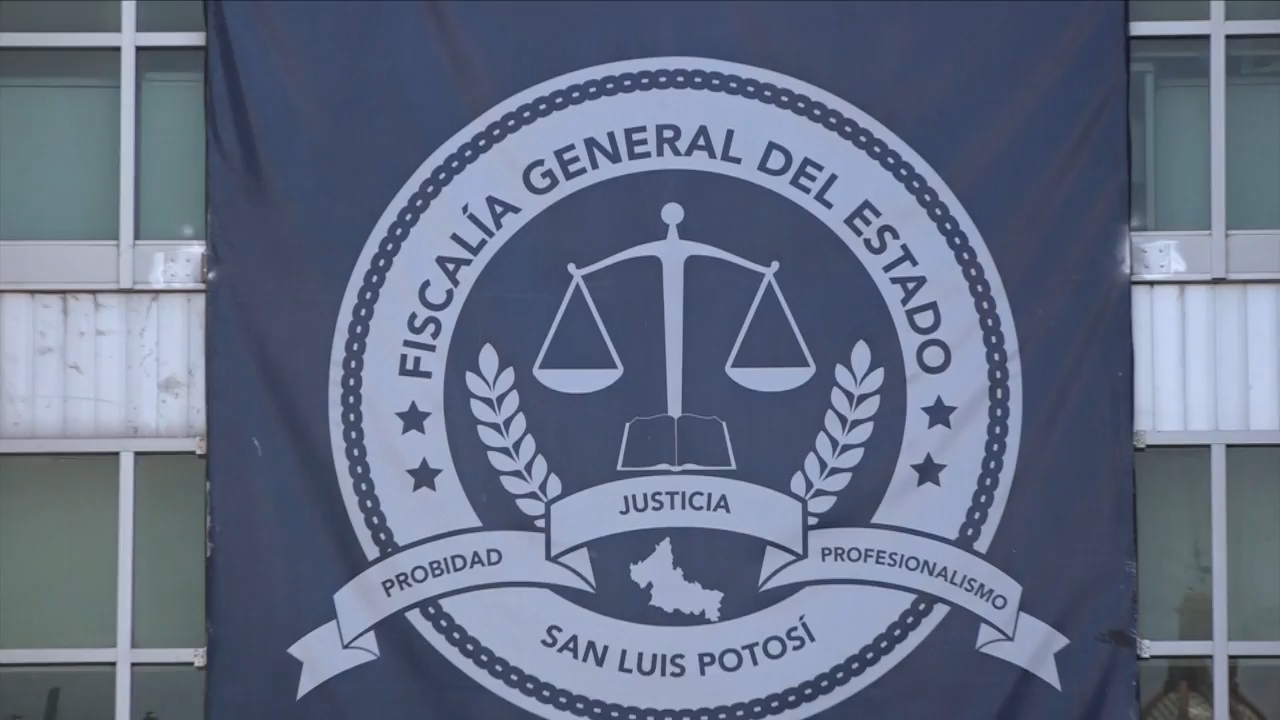 FISCALÍA GENERAL DEL ESTADO
JUSTICIA
PROBIDAD
PROFESIONALISMO
SAN LUIS POTOSÍ